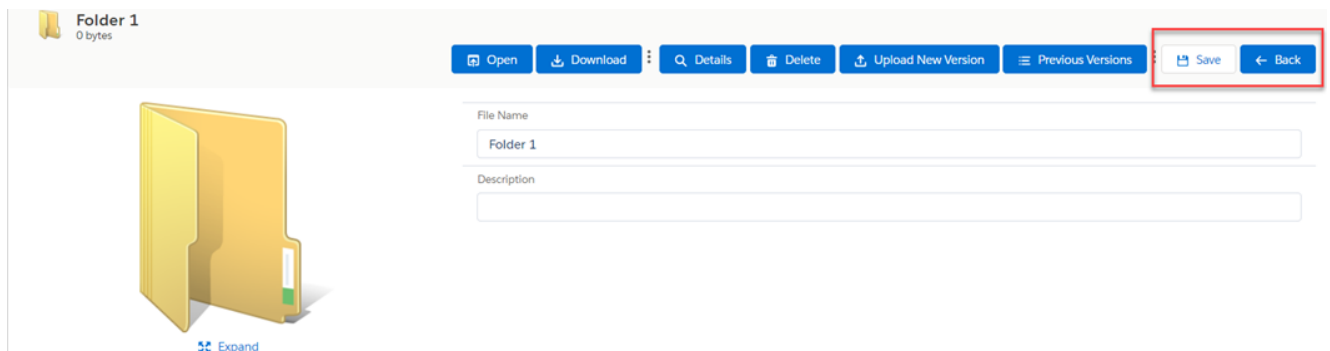 Folder 1
0 bytes
Open Download Details Delete Upload New Version Previous Versions Save Back
File Name
Folder 1
Description
Expand